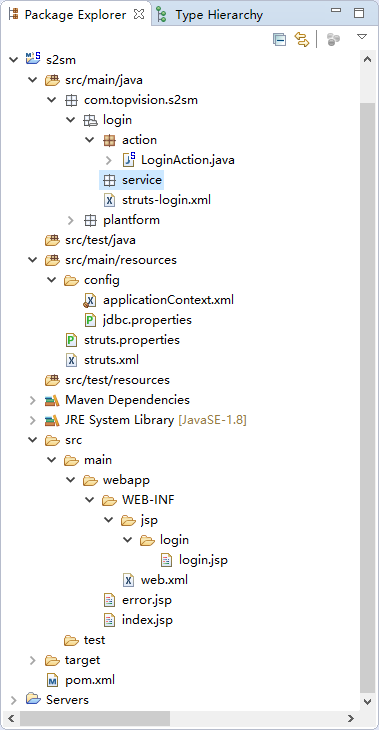 Package Explorer Type Hierarchy
s2sm
src/main/java
com.topvision.s2sm
login
action
LoginAction.java
service
struts-login.xml
plantform
src/test/java
src/main/resources
config
applicationContext.xml
jdbc.properties
struts.properties
struts.xml
src/test/resources
Maven Dependencies
JRE System Library [JavaSE-1.8]
src
main
webapp
WEB-INF
jsp
login
login.jsp
web.xml
error.jsp
index.jsp
test
target
pom.xml
Servers